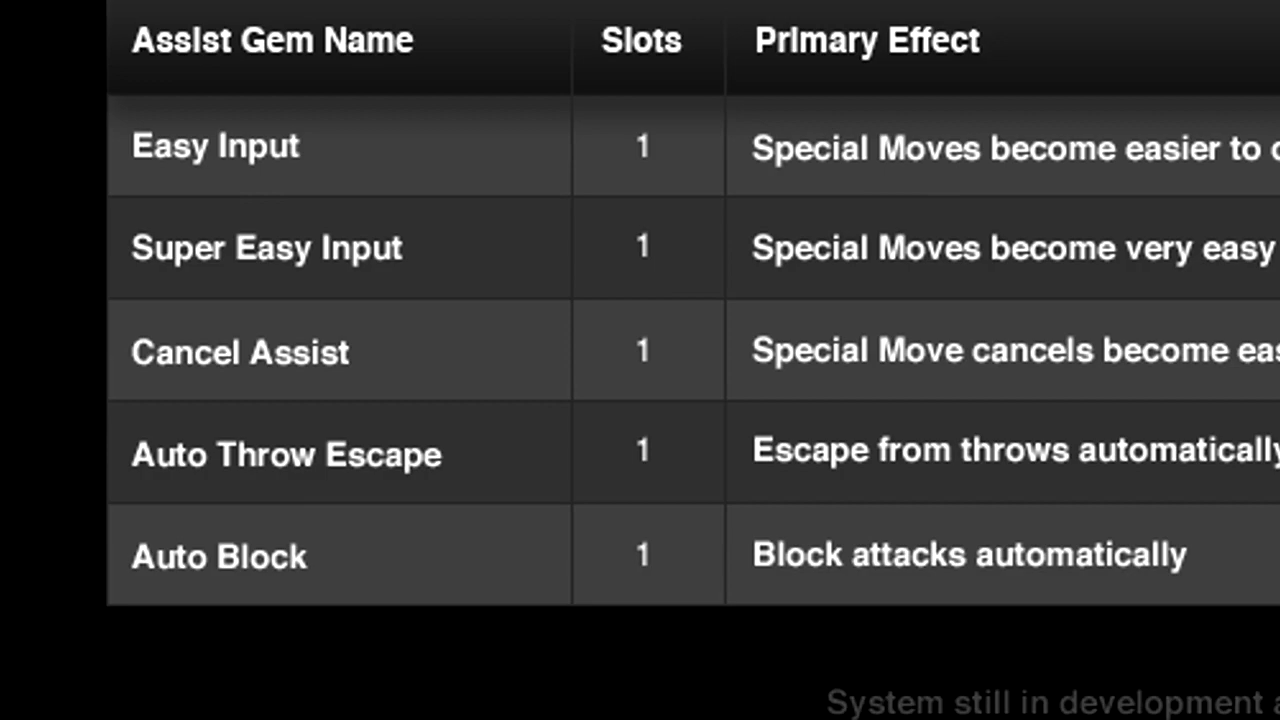 Assist Gem Name Slots Primary Effect
Easy Input 1 Special Moves become easier to
Super Easy Input 1 Special Moves become very easy
Cancel Assist 1 Special Move cancels become
Auto Throw Escape 1 Escape from throws automatically
Auto Block 1 Block attacks automatically
System still in development